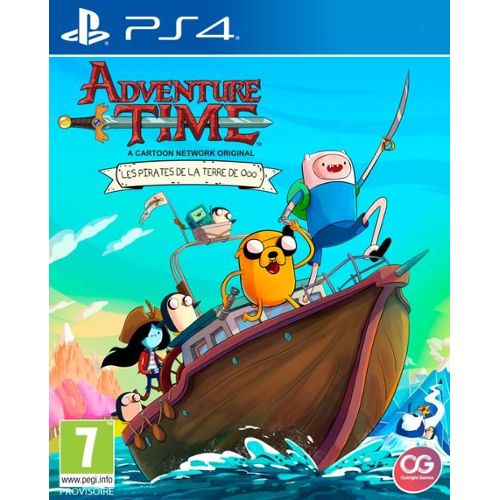 PS4
ADVENTURE
TIME
™
A CARTOON NETWORK ORIGINAL
LES PIRATES DE LA TERRE DE OOO
7
www.pegi.info
PROVISOIRE
OG
Outright Games